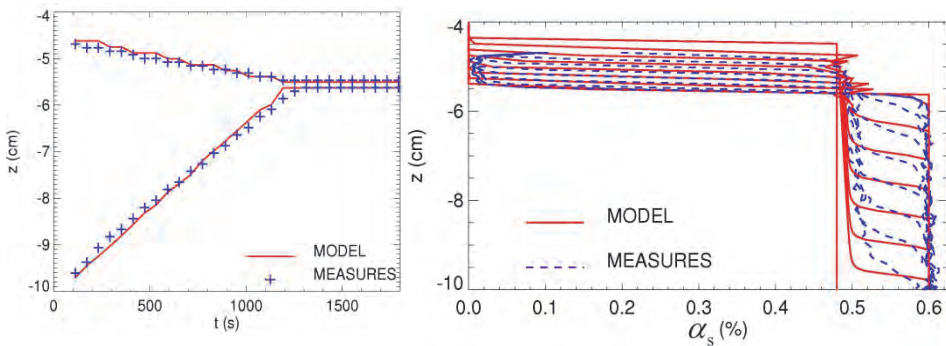 -4
-5
-6
-7
-8
-9
-10
z (cm)
0
500
1000
1500
t (s)
MODEL
MEASURES
-4
-6
-8
-10
z (cm)
0.0
0.1
0.2
0.3
0.4
0.5
0.6
αs (%)
MODEL
MEASURES